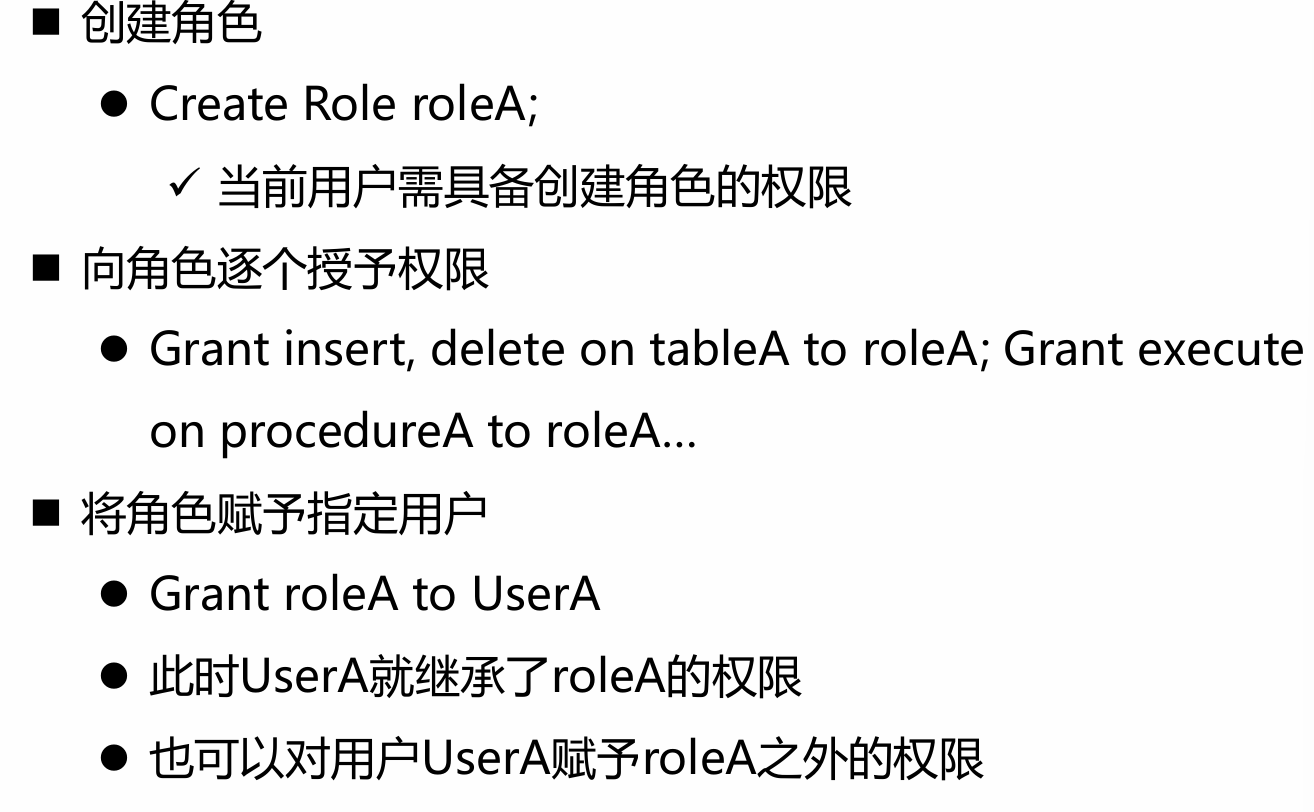 ■ 创建角色
● Create Role roleA;
✓ 当前用户需具备创建角色的权限
■ 向角色逐个授予权限
● Grant insert, delete on tableA to roleA; Grant execute
on procedureA to roleA...
■ 将角色赋予指定用户
● Grant roleA to UserA
● 此时UserA就继承了roleA的权限
● 也可以对用户UserA赋予roleA之外的权限